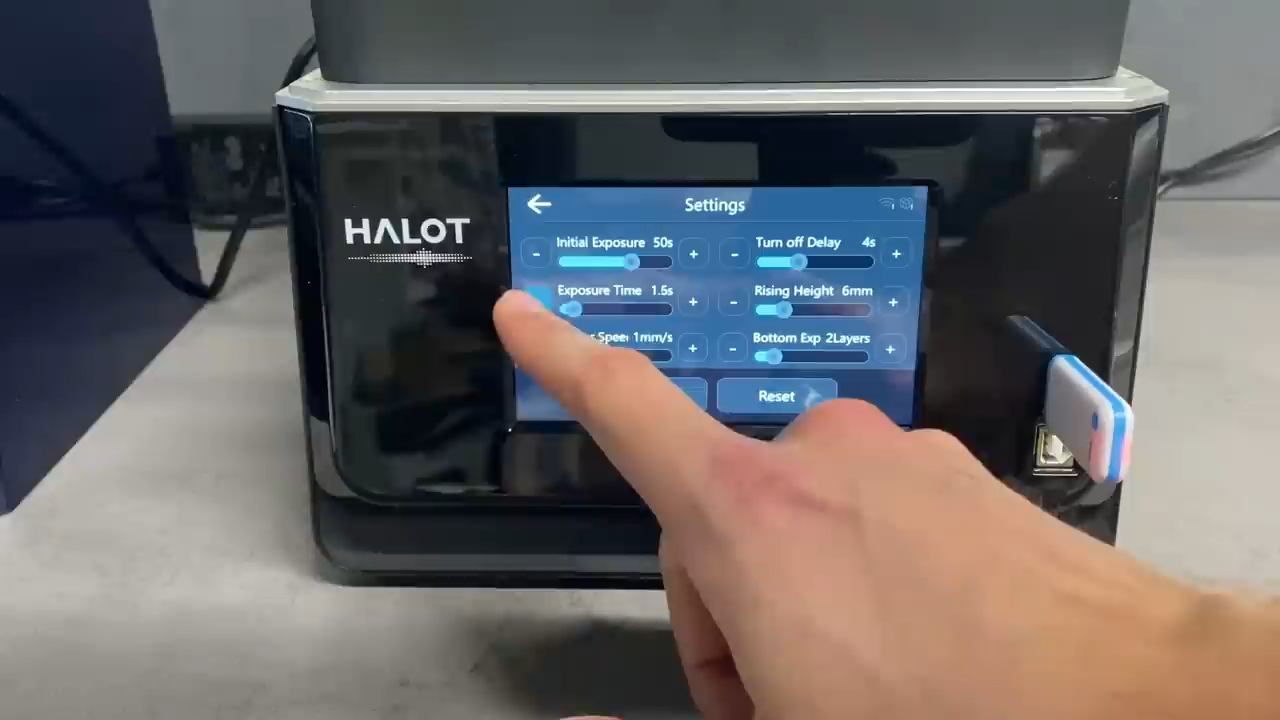 HALOT
Settings
Initial Exposure 50s
Turn off Delay 4s
Exposure Time 1.5s
Rising Height 6mm
Speed 1mm/s
Bottom Exp 2Layers
Reset